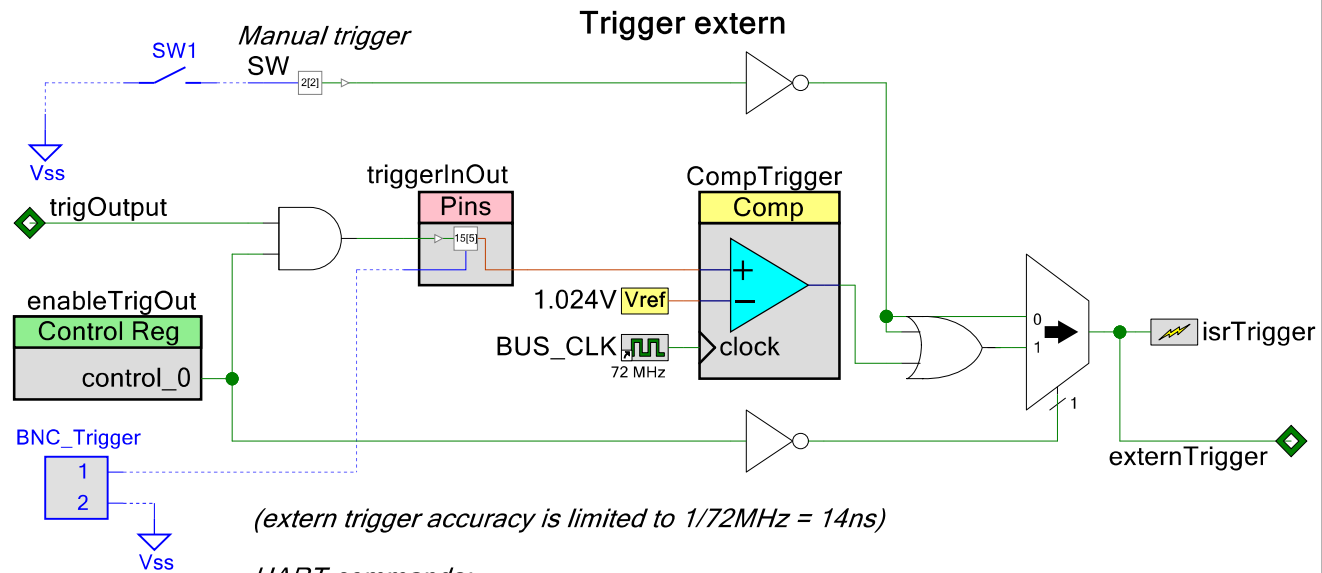 Trigger extern
Manual trigger
SW1
SW
2[2]
Vss
triggerInOut
Pins
15[5]
CompTrigger
Comp
trigOutput
+
−
1.024V
Vref
enableTrigOut
Control Reg
control_0
BUS_CLK
72 MHz
clock
0
1
1
isrTrigger
externTrigger
BNC_Trigger
1
2
Vss
(extern trigger accuracy is limited to 1/72MHz = 14ns)
UART commands: